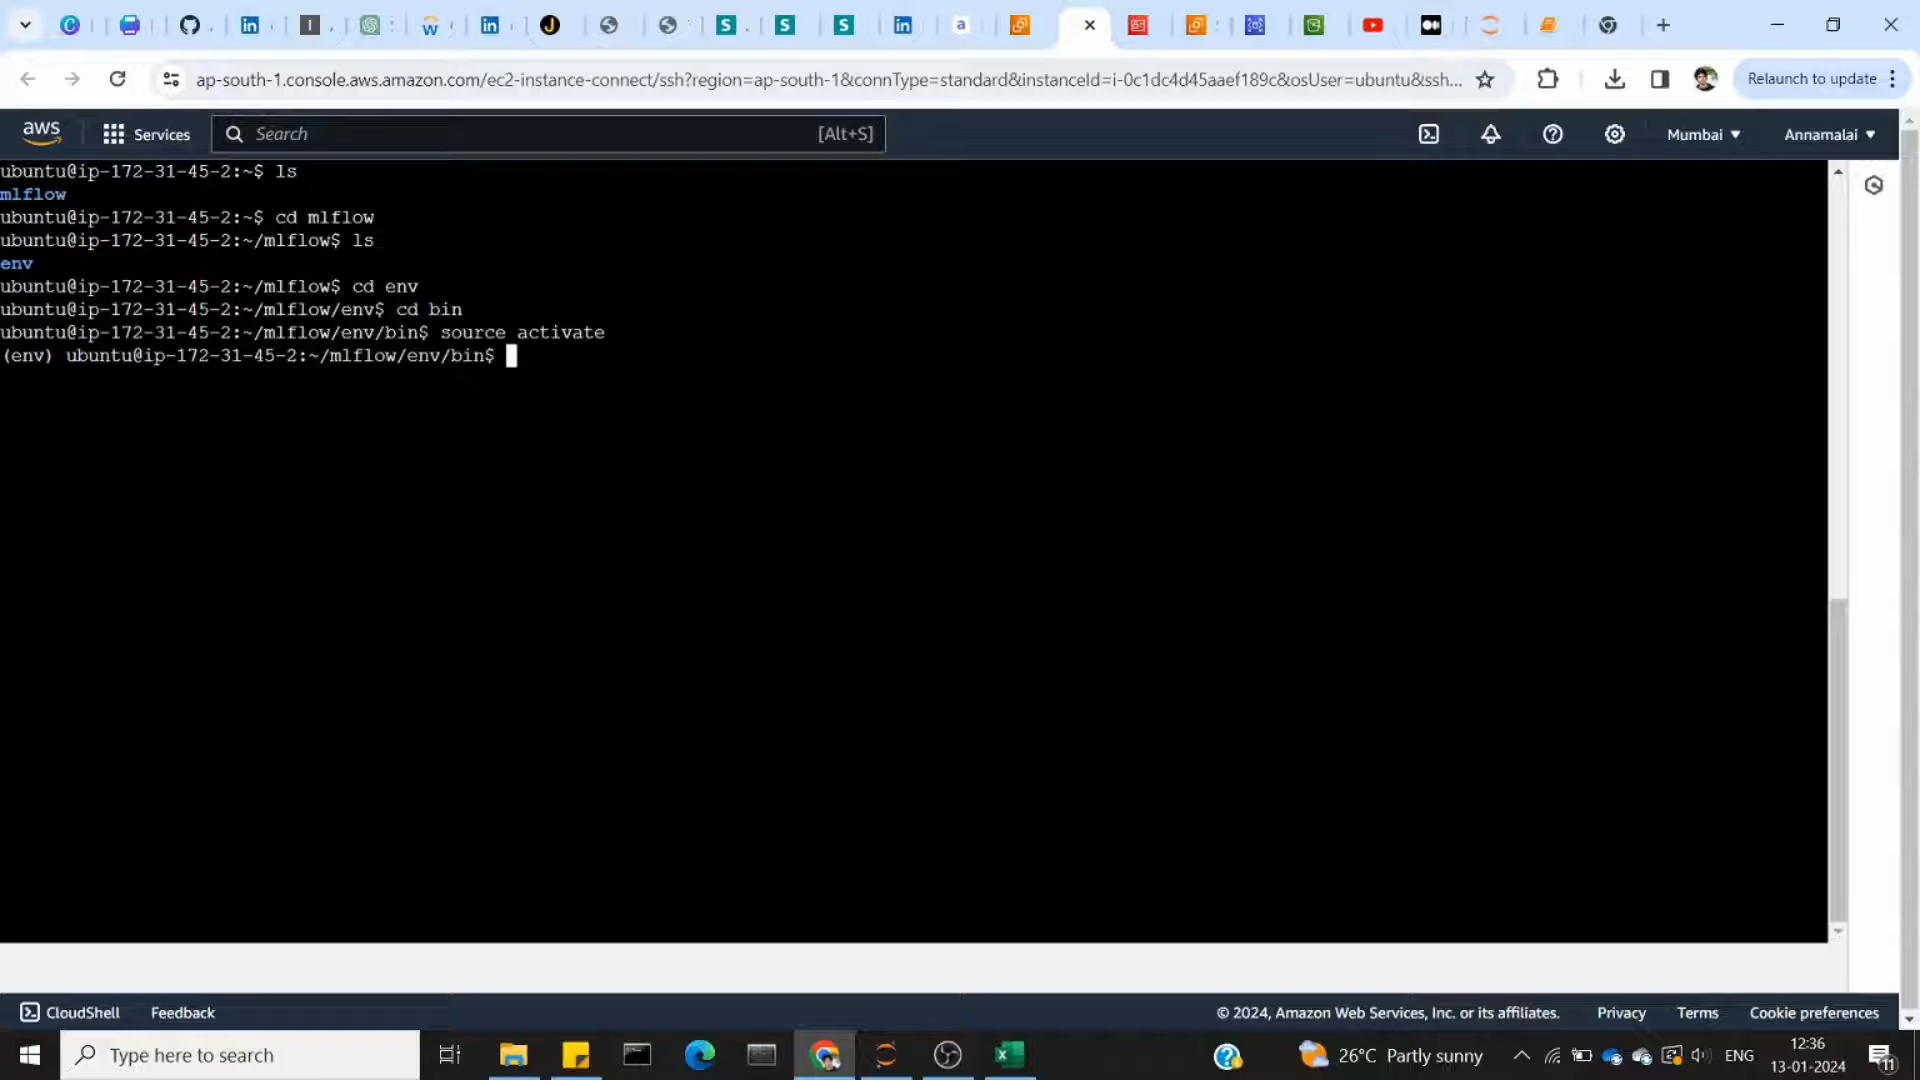 ap-south-1.console.aws.amazon.com/ec2-instance-connect/ssh?region=ap-south-1&connType=standard&instanceId=i-0c1dc4d45aaef189c&osUser=ubuntu&ssh...
Relaunch to update
aws
Services
Search
[Alt+S]
Mumbai
Annamalai
ubuntu@ip-172-31-45-2:~$ ls
mlflow
ubuntu@ip-172-31-45-2:~$ cd mlflow
ubuntu@ip-172-31-45-2:~/mlflow$ ls
env
ubuntu@ip-172-31-45-2:~/mlflow$ cd env
ubuntu@ip-172-31-45-2:~/mlflow/env$ cd bin
ubuntu@ip-172-31-45-2:~/mlflow/env/bin$ source activate
(env) ubuntu@ip-172-31-45-2:~/mlflow/env/bin$
CloudShell
Feedback
© 2024, Amazon Web Services, Inc. or its affiliates.
Privacy
Terms
Cookie preferences
Type here to search
26°C Partly sunny
ENG
12:36
13-01-2024
11